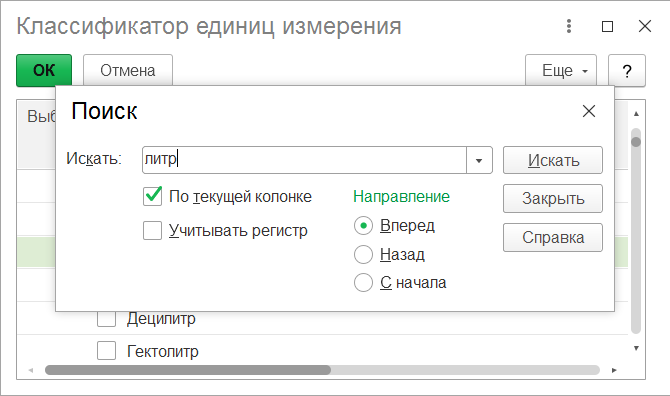 Классификатор единиц измерения
ОК Отмена Еще ?
Выб
Поиск
Искать: литр Искать
По текущей колонке Направление Закрыть
Учитывать регистр Вперед Справка
Назад
С начала
Децилитр
Гектолитр